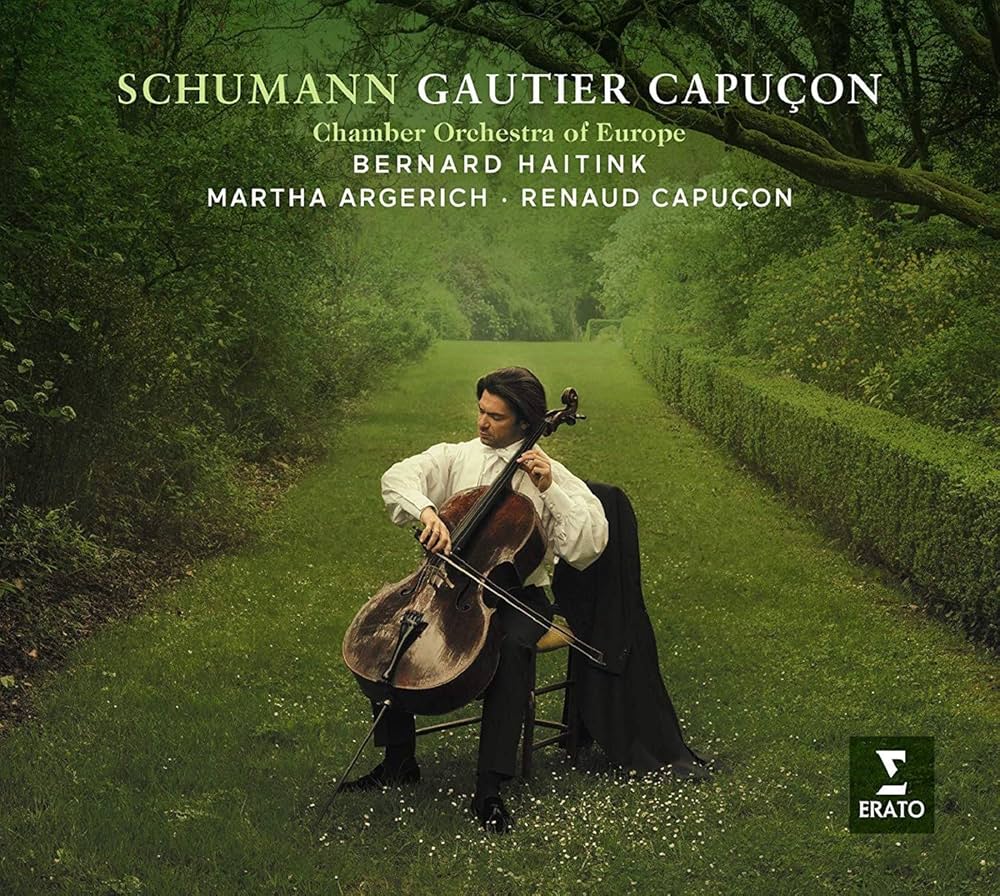 SCHUMANN GAUTIER CAPUÇON
Chamber Orchestra of Europe
BERNARD HAITINK
MARTHA ARGERICH · RENAUD CAPUÇON
ERATO